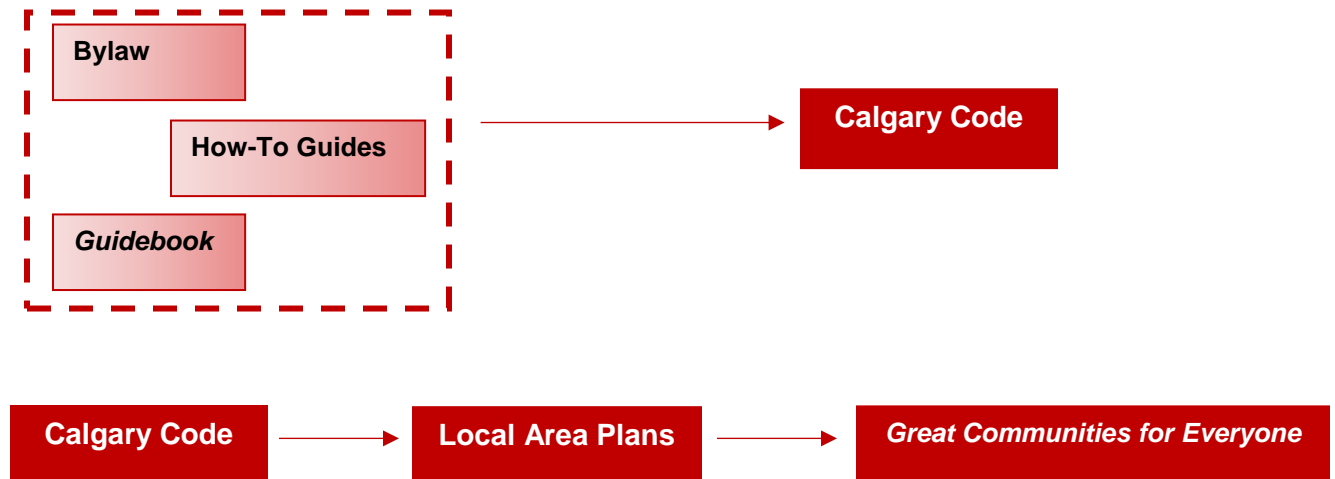 Bylaw
How-To Guides
Calgary Code
Guidebook
Calgary Code
Local Area Plans
Great Communities for Everyone